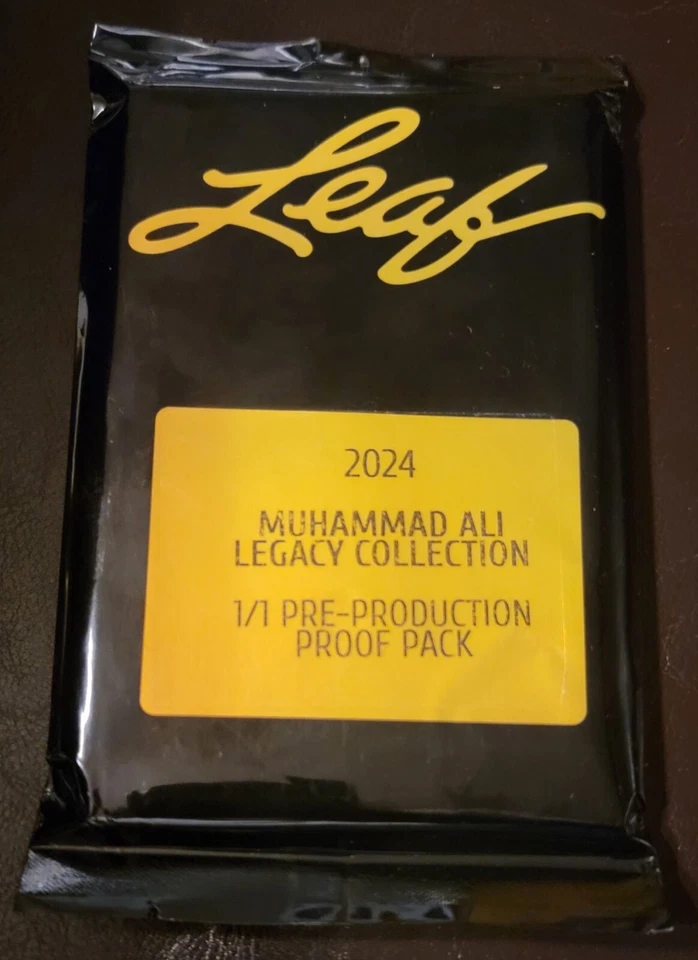 Leaf
2024
MUHAMMAD ALI
LEGACY COLLECTION
1/1 PRE-PRODUCTION
PROOF PACK